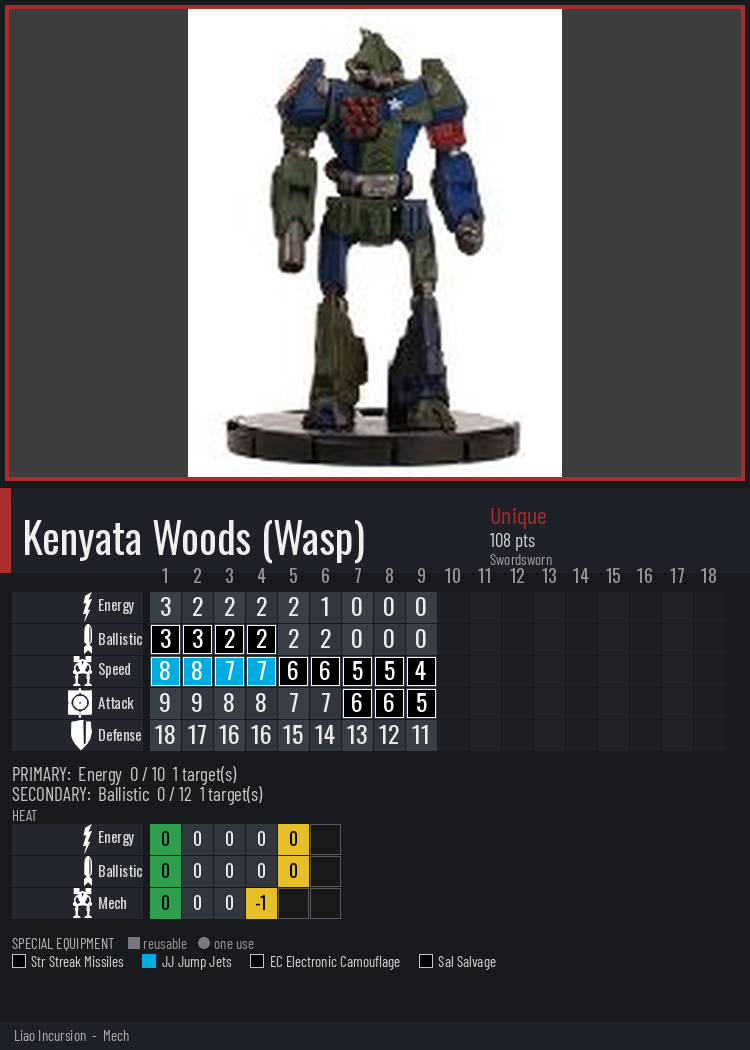 Kenyata Woods (Wasp)
Unique
108 pts
Swordsworn
1 2 3 4 5 6 7 8 9 10 11 12 13 14 15 16 17 18
Energy 3 2 2 2 2 1 0 0 0
Ballistic 3 3 2 2 2 2 0 0 0
Speed 8 8 7 7 6 6 5 5 4
Attack 9 9 8 8 7 7 6 6 5
Defense 18 17 16 16 15 14 13 12 11
PRIMARY: Energy 0 / 10 1 target(s)
SECONDARY: Ballistic 0 / 12 1 target(s)
HEAT
Energy 0 0 0 0 0
Ballistic 0 0 0 0 0
Mech 0 0 0 -1
SPECIAL EQUIPMENT reusable one use
Str Streak Missiles JJ Jump Jets EC Electronic Camouflage Sal Salvage
Liao Incursion - Mech